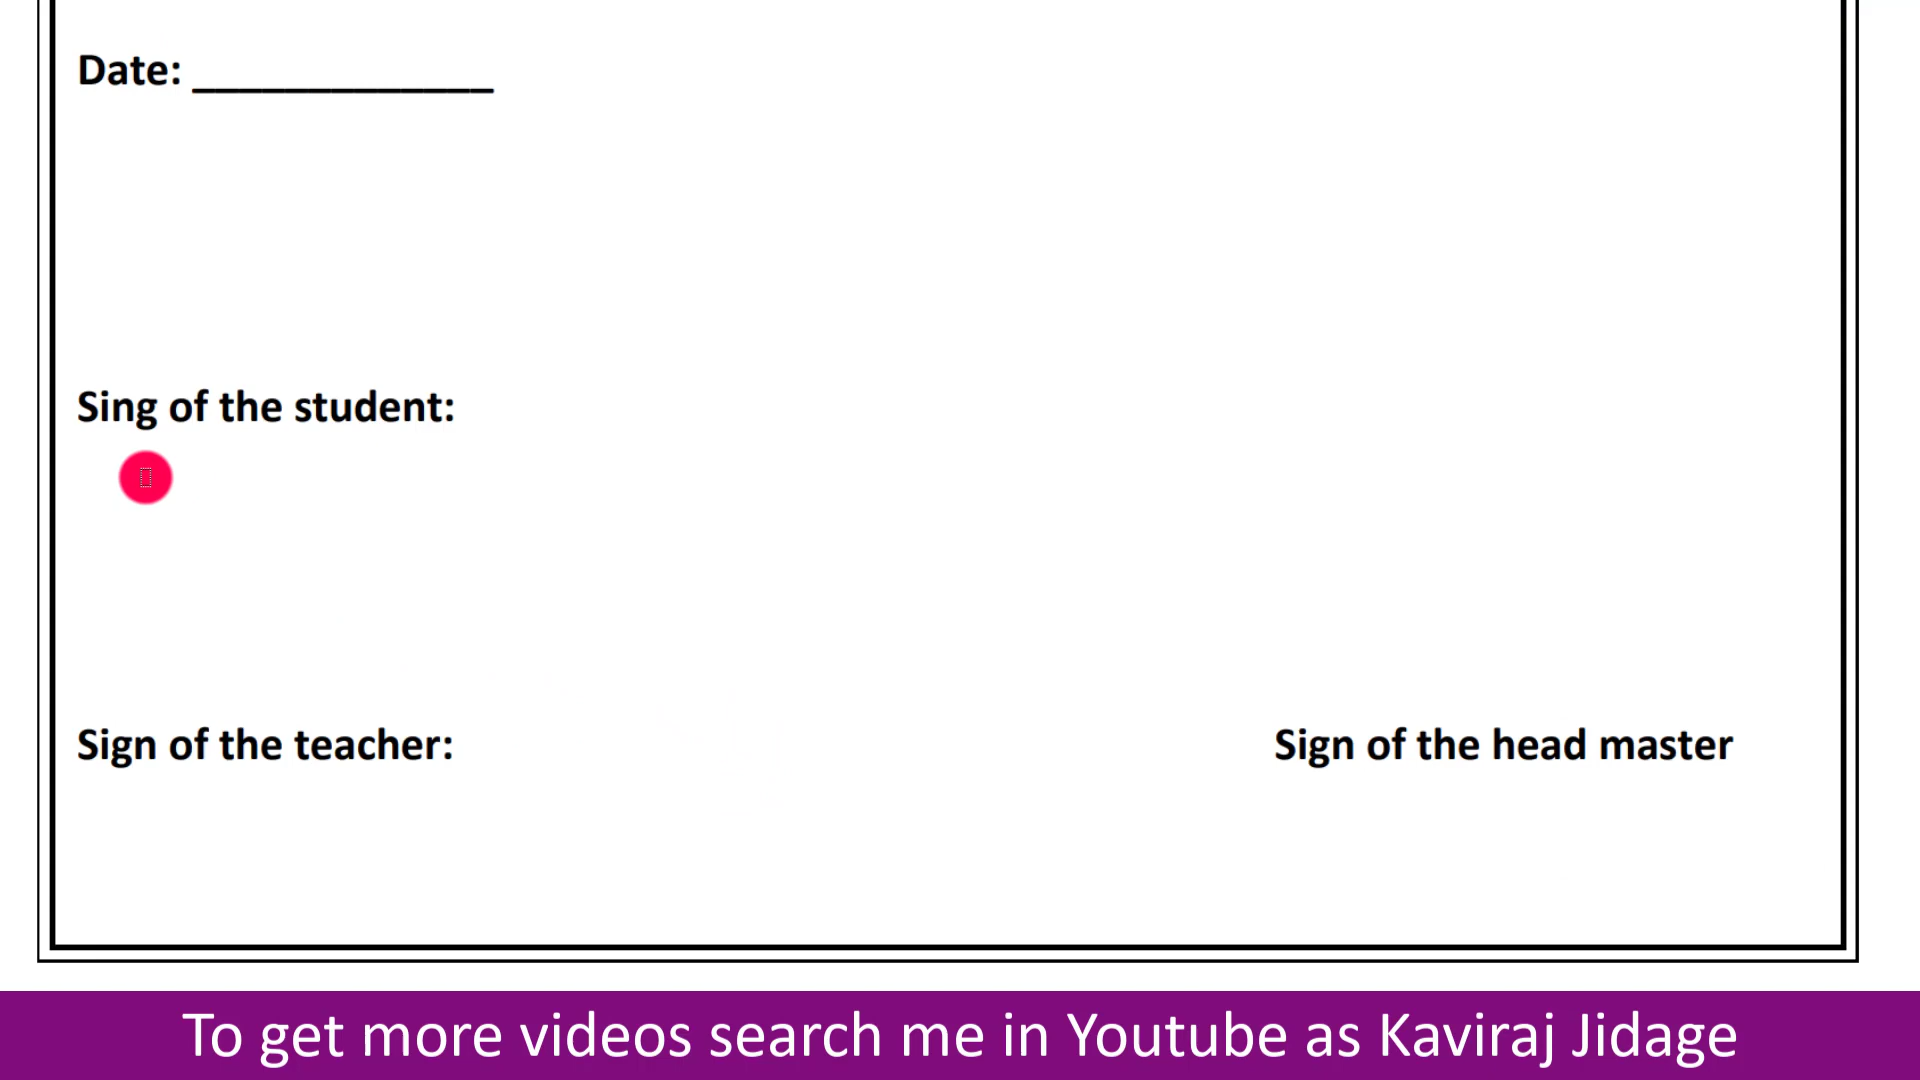 Date: _____________
Sing of the student:
Sign of the teacher:
Sign of the head master
To get more videos search me in Youtube as Kaviraj Jidage